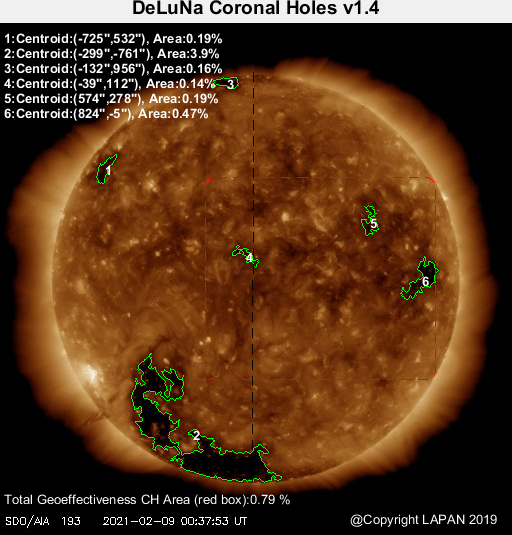 DeLuNa Coronal Holes v1.4
1:Centroid:(-725",532"), Area:0.19%
2:Centroid:(-299",-761"), Area:3.9%
3:Centroid:(-132",956"), Area:0.16%
4:Centroid:(-39",112"), Area:0.14%
5:Centroid:(574",278"), Area:0.19%
6:Centroid:(824",-5"), Area:0.47%
3
1
5
4
6
2
Total Geoeffectiveness CH Area (red box):0.79 %
SDO/AIA 193 2021-02-09 00:37:53 UT
@Copyright LAPAN 2019